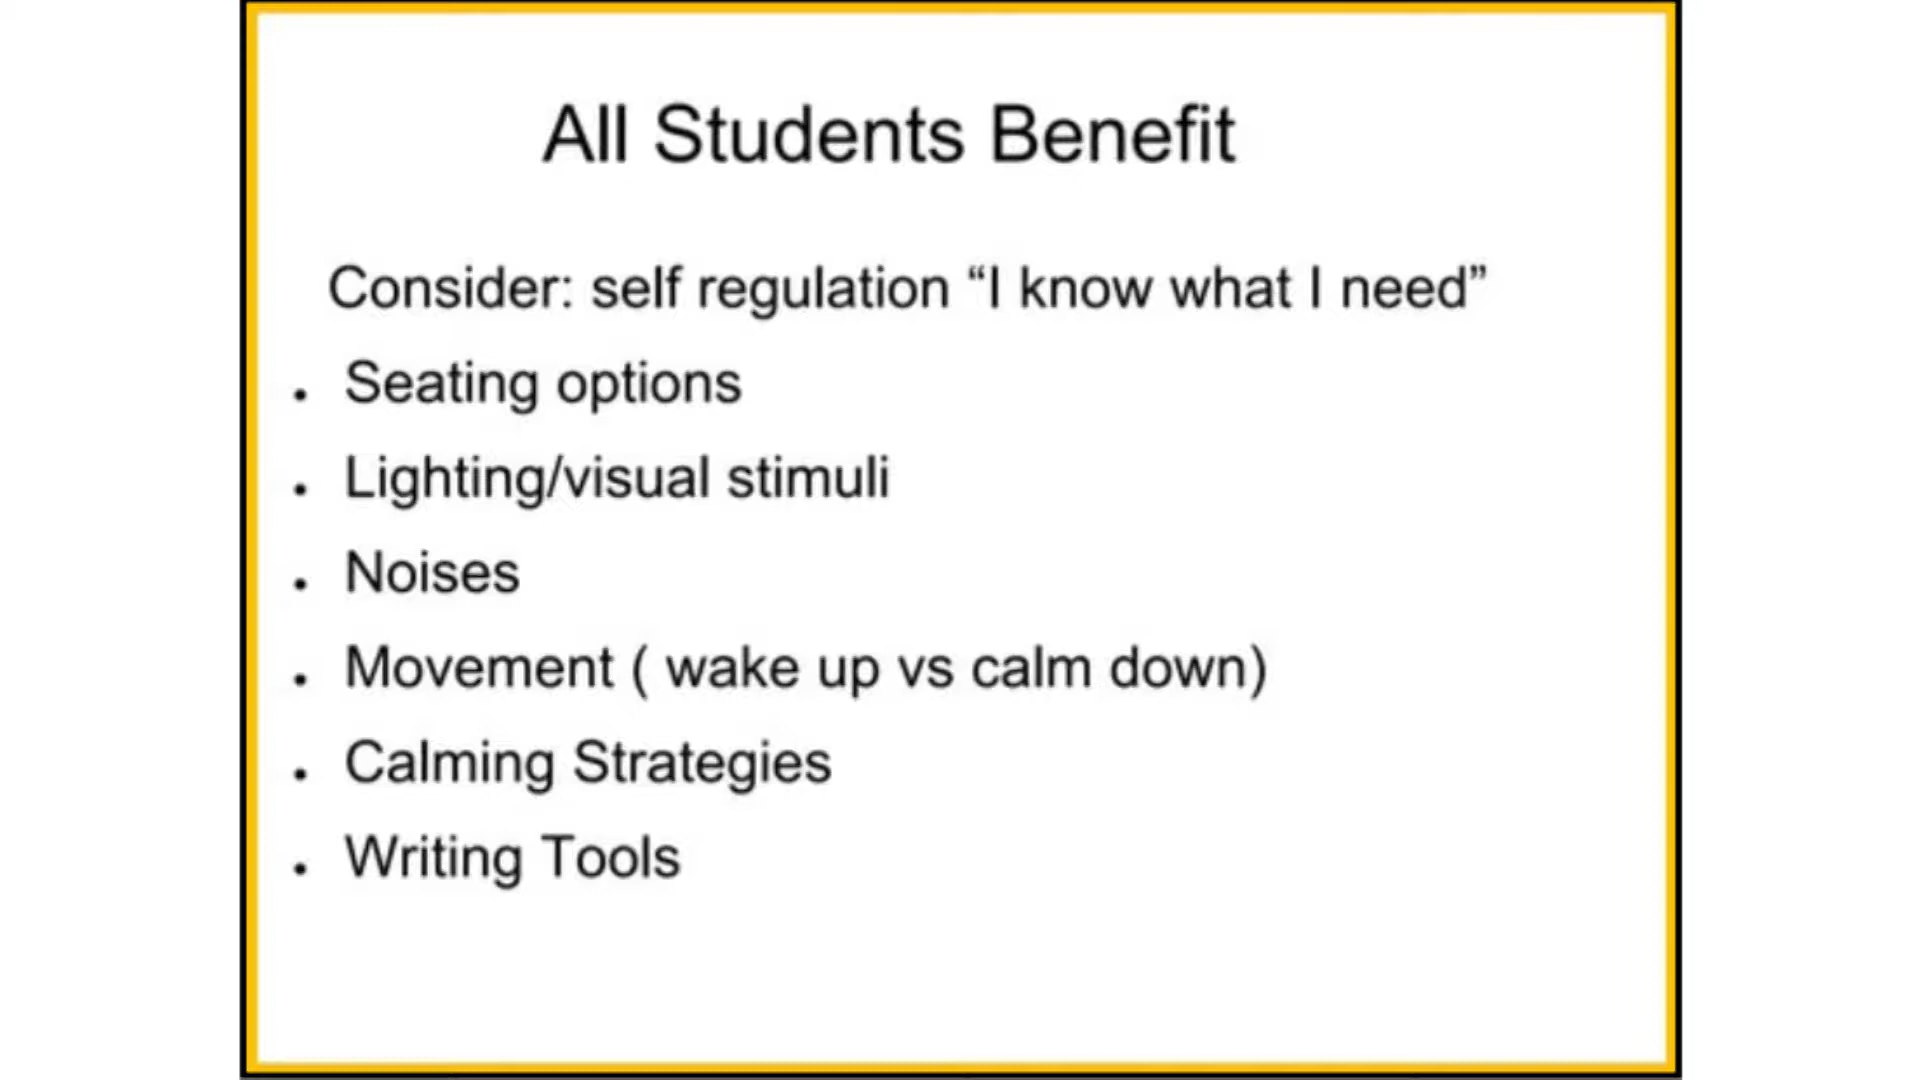 All Students Benefit
Consider: self regulation “I know what I need”
• Seating options
• Lighting/visual stimuli
• Noises
• Movement ( wake up vs calm down)
• Calming Strategies
• Writing Tools